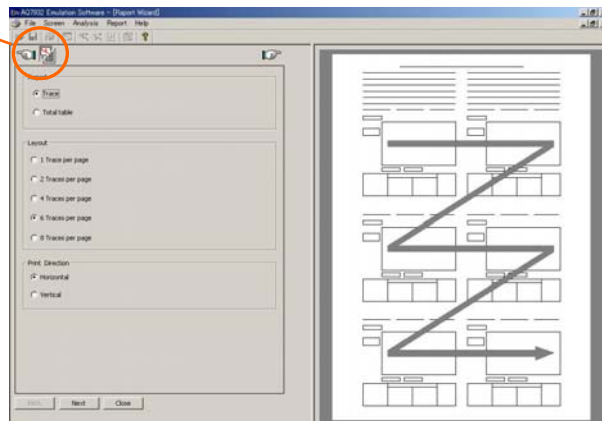 AQ7932 Emulation Software - [Report Wizard]
File Screen Analysis Report Help
Trace
Total table
Layout
1 Trace per page
2 Traces per page
4 Traces per page
6 Traces per page
8 Traces per page
Print Direction
Horizontal
Vertical
Next Close